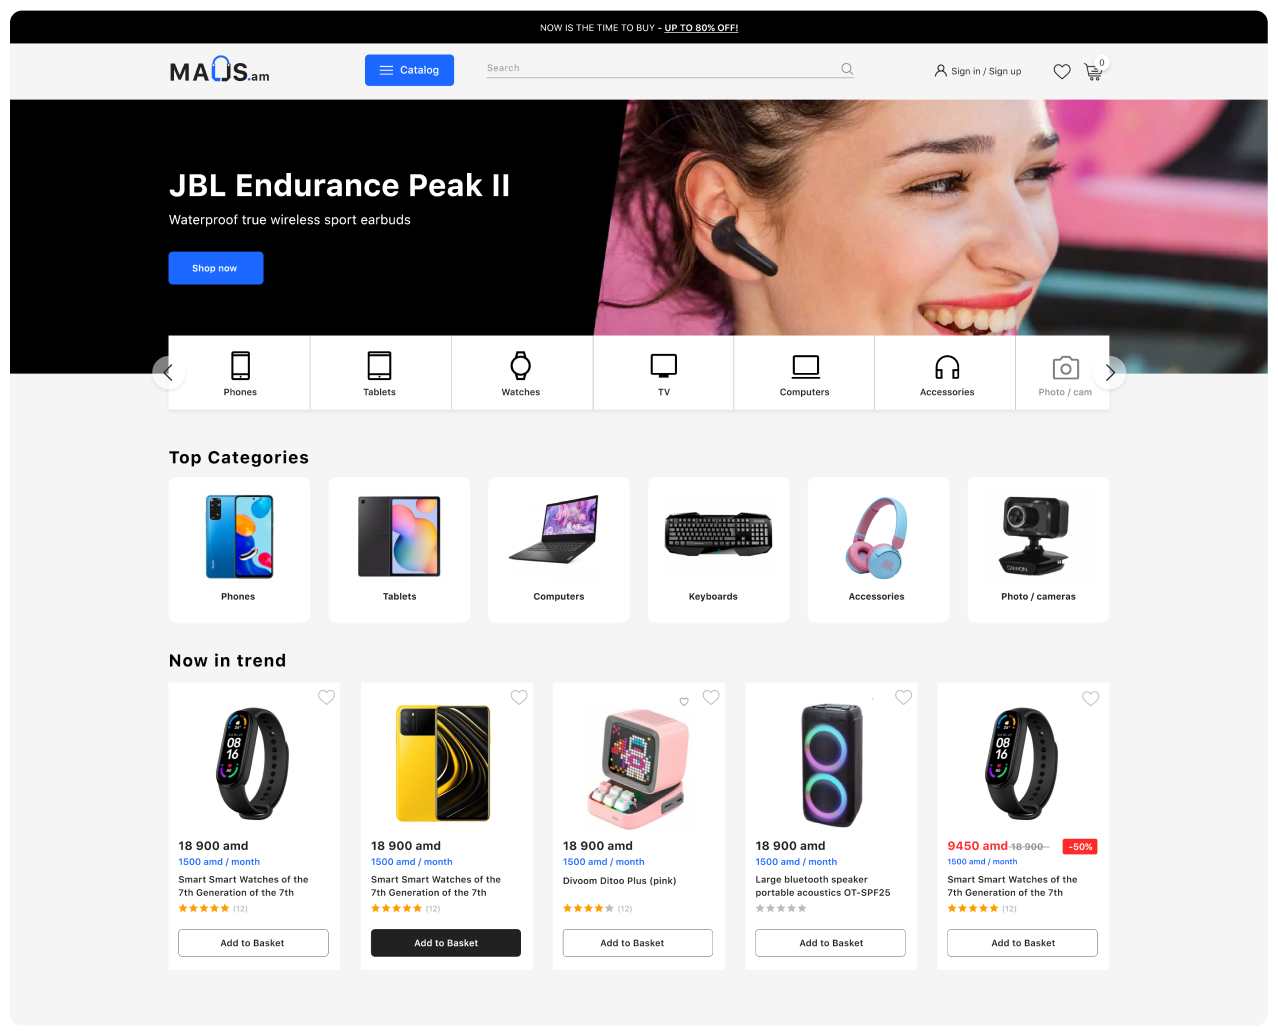 NOW IS THE TIME TO BUY - UP TO 80% OFF!
MAUS.am
Catalog
Search
Sign in / Sign up
0
JBL Endurance Peak II
Waterproof true wireless sport earbuds
Shop now
Phones
Tablets
Watches
TV
Computers
Accessories
Photo / cam
Top Categories
Phones
Tablets
Computers
Keyboards
Accessories
Photo / cameras
Now in trend
08
16
18 900 amd
1500 amd / month
Smart Smart Watches of the
7th Generation of the 7th
(12)
Add to Basket
18 900 amd
1500 amd / month
Smart Smart Watches of the
7th Generation of the 7th
(12)
Add to Basket
18 900 amd
1500 amd / month
Divoom Ditoo Plus (pink)
(12)
Add to Basket
18 900 amd
1500 amd / month
Large bluetooth speaker
portable acoustics OT-SPF25
Add to Basket
08
16
9450 amd 18 900
-50%
1500 amd / month
Smart Smart Watches of the
7th Generation of the 7th
(12)
Add to Basket